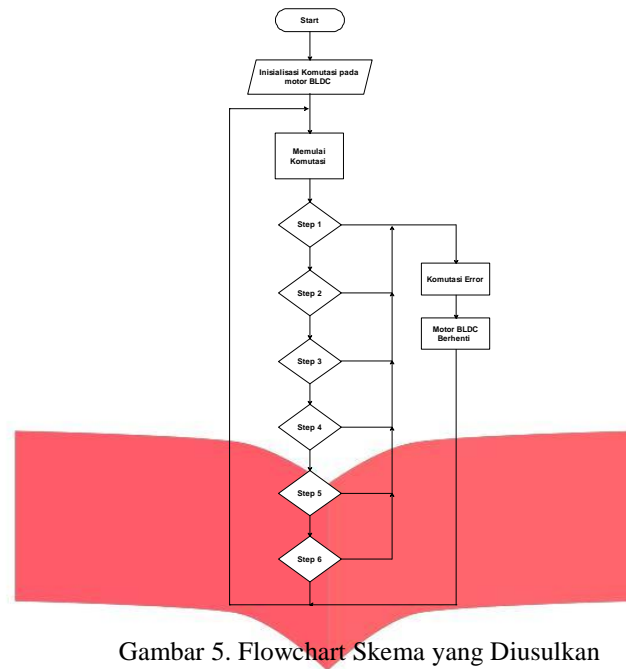 Start
Inisialisasi Komutasi pada
motor BLDC
Memulai
Komutasi
Step 1
Komutasi Error
Step 2
Motor BLDC
Berhenti
Step 3
Step 4
Step 5
Step 6
Gambar 5. Flowchart Skema yang Diusulkan